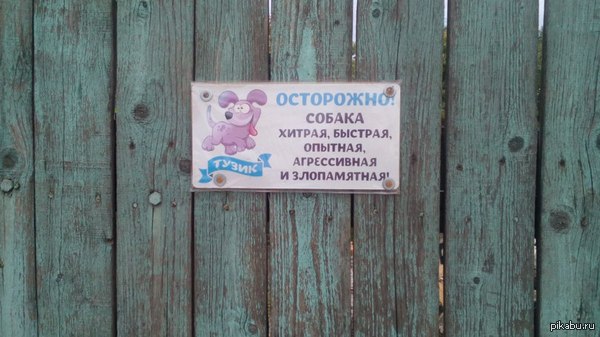 ОСТОРОЖНО!
СОБАКА
ХИТРАЯ, БЫСТРАЯ,
ОПЫТНАЯ,
АГРЕССИВНАЯ
И ЗЛОПАМЯТНАЯ!
ТУЗИК
pikabu.ru